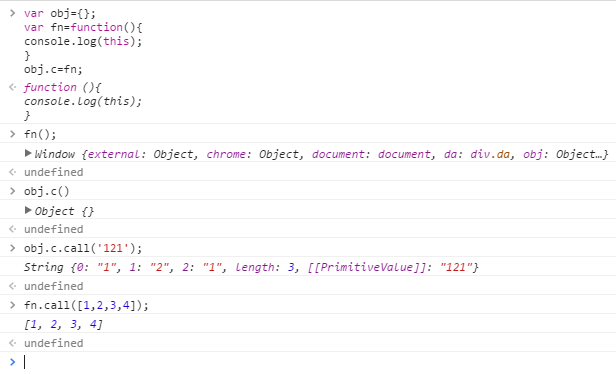 > var obj={};
var fn=function(){
console.log(this);
}
obj.c=fn;
<· function (){
console.log(this);
}
> fn();
▶Window {external: Object, chrome: Object, document: document, da: div.da, obj: Object…}
<· undefined
> obj.c()
▶Object {}
<· undefined
> obj.c.call('121');
String {0: "1", 1: "2", 2: "1", length: 3, [[PrimitiveValue]]: "121"}
<· undefined
> fn.call([1,2,3,4]);
[1, 2, 3, 4]
<· undefined
>